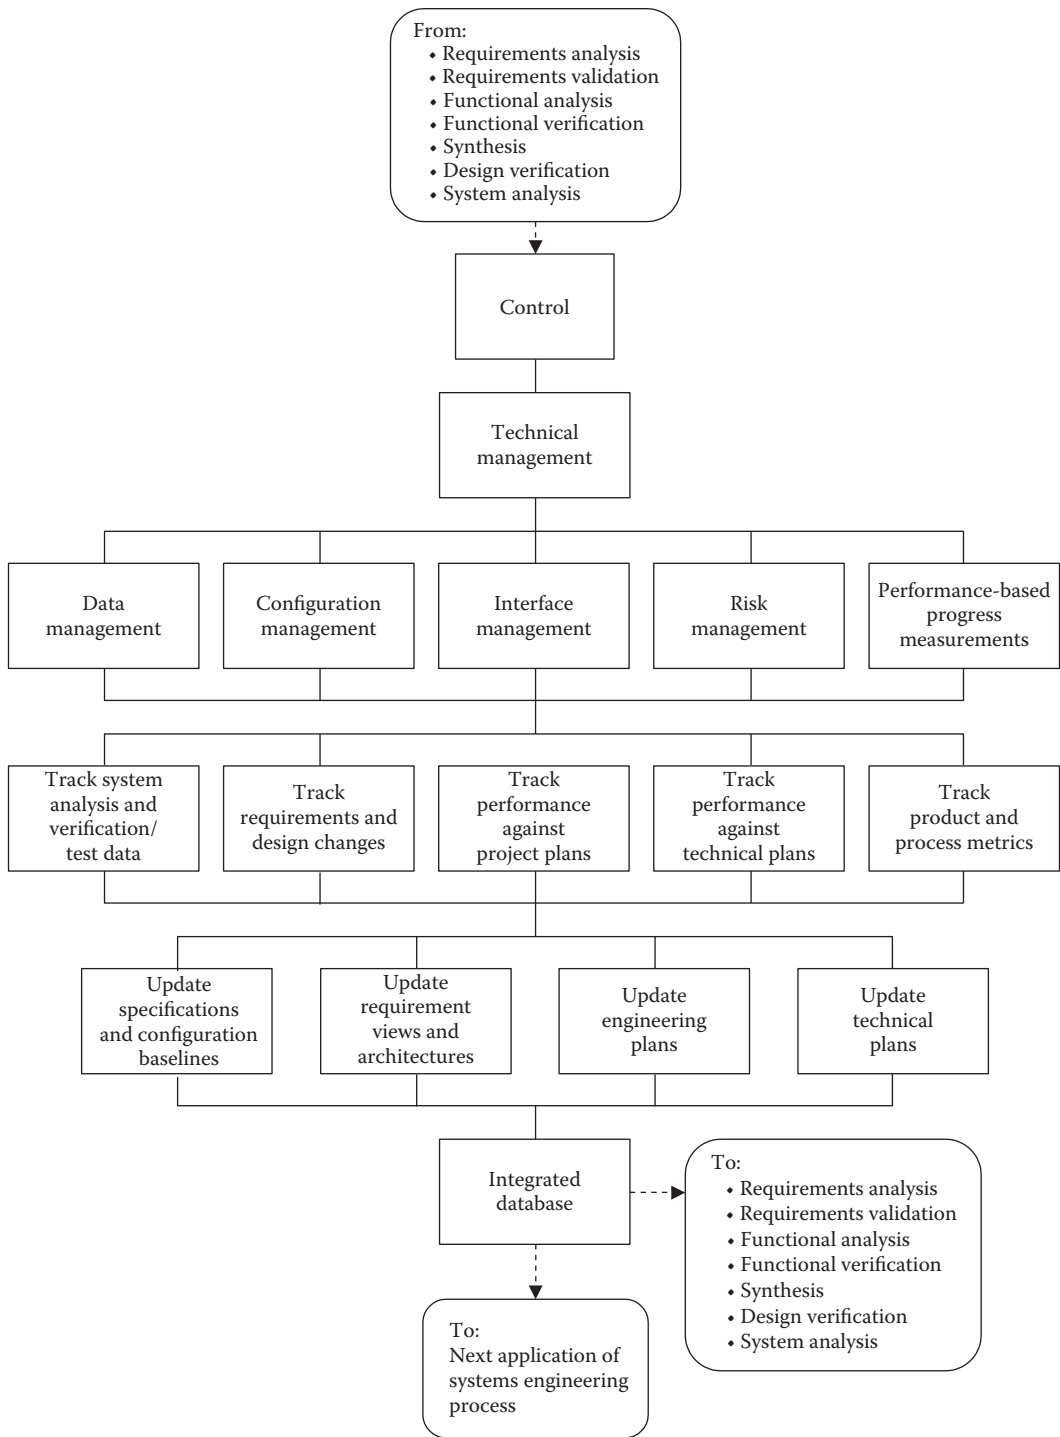 From:
• Requirements analysis
• Requirements validation
• Functional analysis
• Functional verification
• Synthesis
• Design verification
• System analysis
Control
Technical
management
Data
management
Configuration
management
Interface
management
Risk
management
Performance-based
progress
measurements
Track system
analysis and
verification/
test data
Track
requirements and
design changes
Track
performance
against
project plans
Track
performance
against
technical plans
Track
product and
process metrics
Update
specifications
and configuration
baselines
Update
requirement
views and
architectures
Update
engineering
plans
Update
technical
plans
Integrated
database
To:
• Requirements analysis
• Requirements validation
• Functional analysis
• Functional verification
• Synthesis
• Design verification
• System analysis
To:
Next application of
systems engineering
process